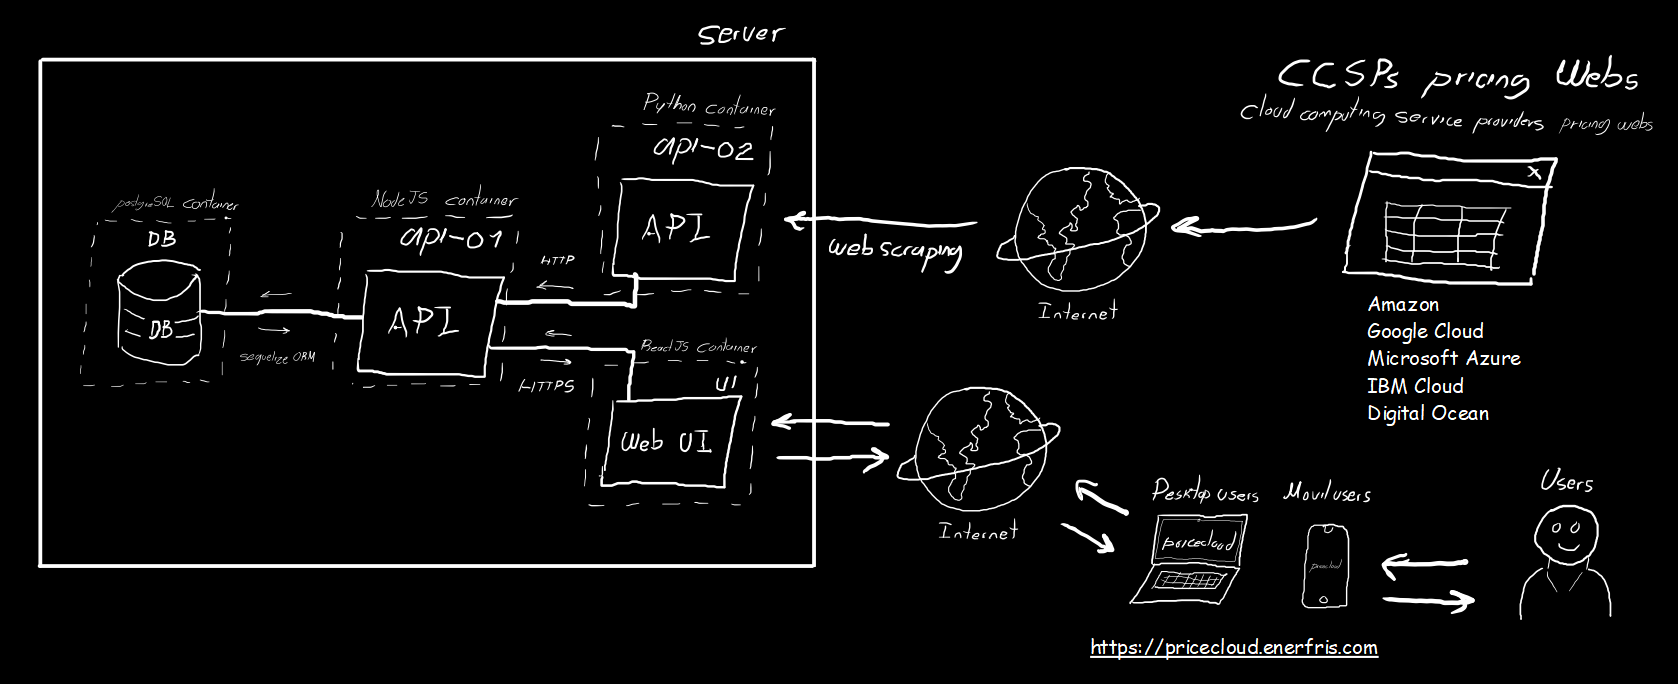 Server
CCSPs pricing Webs
Cloud computing service providers pricing webs
Python container
api-02
API
NodeJS container
api-01
API
postgreSQL container
DB
DB
HTTP
sequelize ORM
HTTPS
ReactJS Container
UI
Web UI
web scraping
Internet
Amazon
Google Cloud
Microsoft Azure
IBM Cloud
Digital Ocean
Internet
Desktop users
Movil users
Users
pricecloud
pricecloud
https://pricecloud.enerfris.com